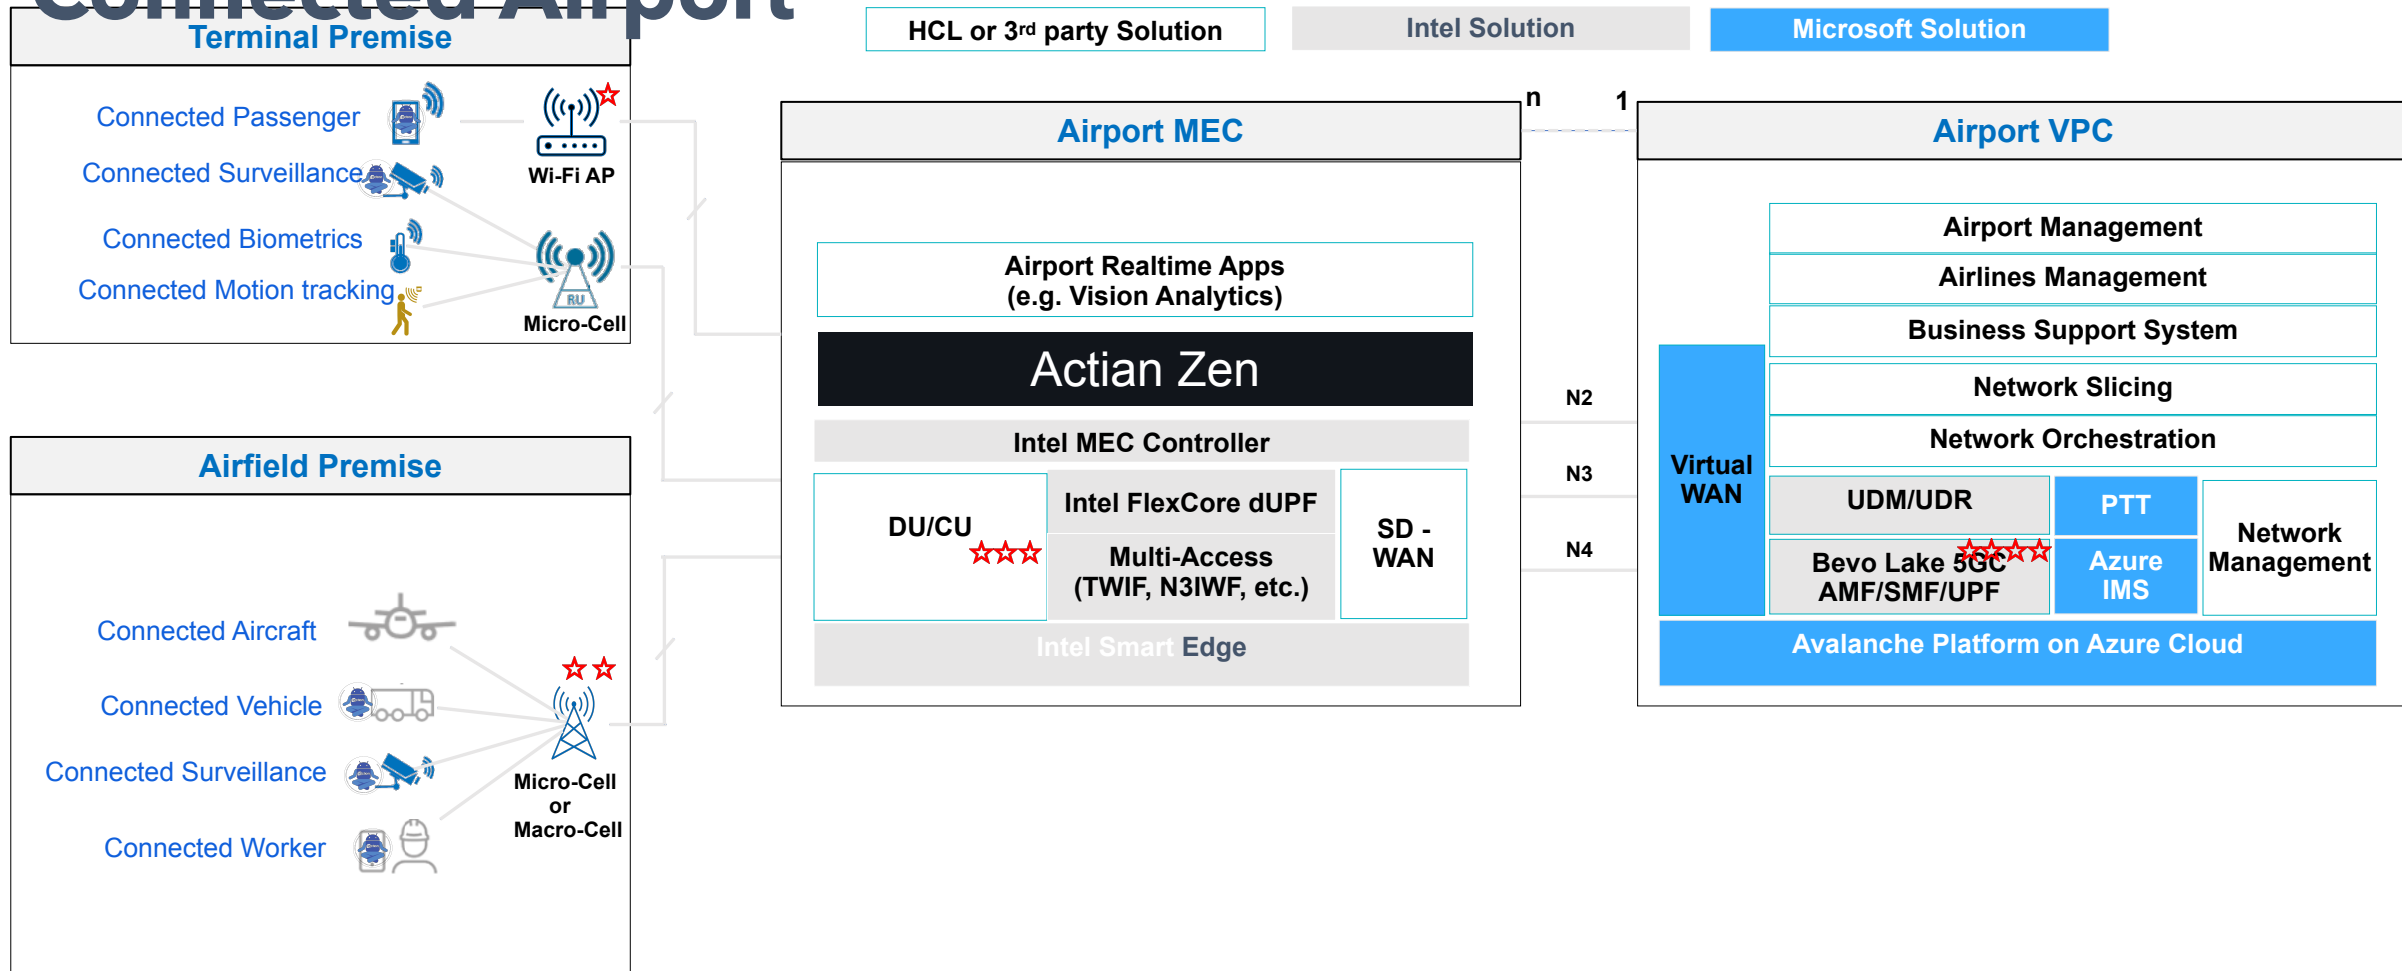 Connected Airport
HCL or 3rd party Solution
Intel Solution
Microsoft Solution
Terminal Premise
Connected Passenger
Connected Surveillance
Connected Biometrics
Connected Motion tracking
Wi-Fi AP
RU
Micro-Cell
Airfield Premise
Connected Aircraft
Connected Vehicle
Connected Surveillance
Connected Worker
Micro-Cell
or
Macro-Cell
Airport MEC
Airport Realtime Apps
(e.g. Vision Analytics)
Actian Zen
Intel MEC Controller
DU/CU
Intel FlexCore dUPF
Multi-Access
(TWIF, N3IWF, etc.)
SD -
WAN
Intel Smart Edge
n
1
N2
N3
N4
Airport VPC
Airport Management
Airlines Management
Business Support System
Network Slicing
Network Orchestration
Virtual
WAN
UDM/UDR
PTT
Bevo Lake 5GC
AMF/SMF/UPF
Azure
IMS
Network
Management
Avalanche Platform on Azure Cloud